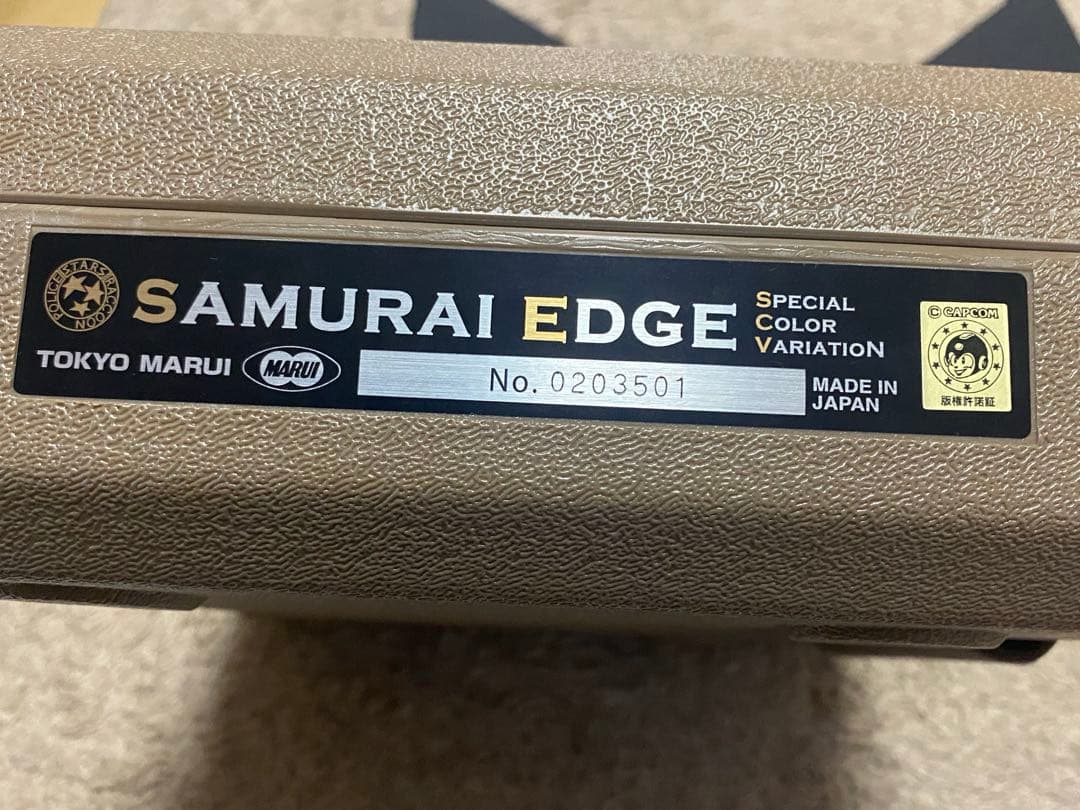 STARS RACCOON POLICE
SAMURAI EDGE
SPECIAL
COLOR
VARIATION
TOKYO MARUI
MARUI
No. 0203501
MADE IN
JAPAN
© CAPCOM
版権許諾証